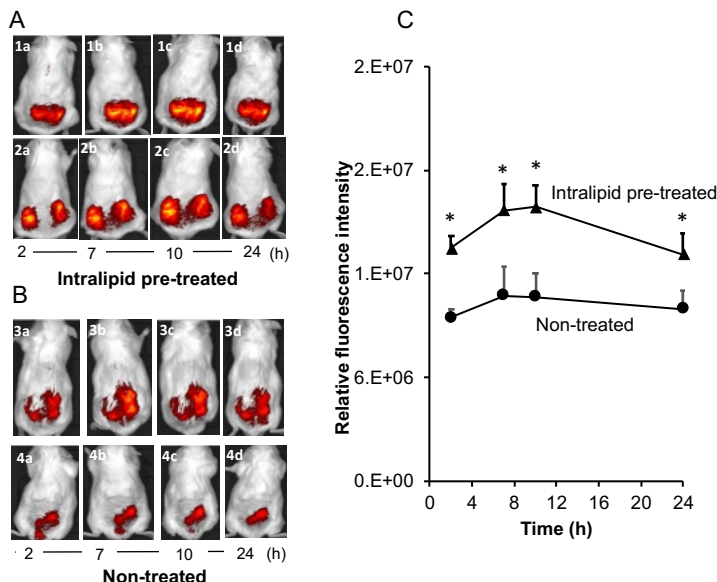 A
1a 1b 1c 1d
2a 2b 2c 2d
2 7 10 24 (h)
Intralipid pre-treated
B
3a 3b 3c 3d
4a 4b 4c 4d
2 7 10 24 (h)
Non-treated
C
Relative fluorescence intensity
2.E+07
2.E+07
1.E+07
6.E+06
0.E+00
* * * *
Intralipid pre-treated
Non-treated
0 4 8 12 16 20 24
Time (h)